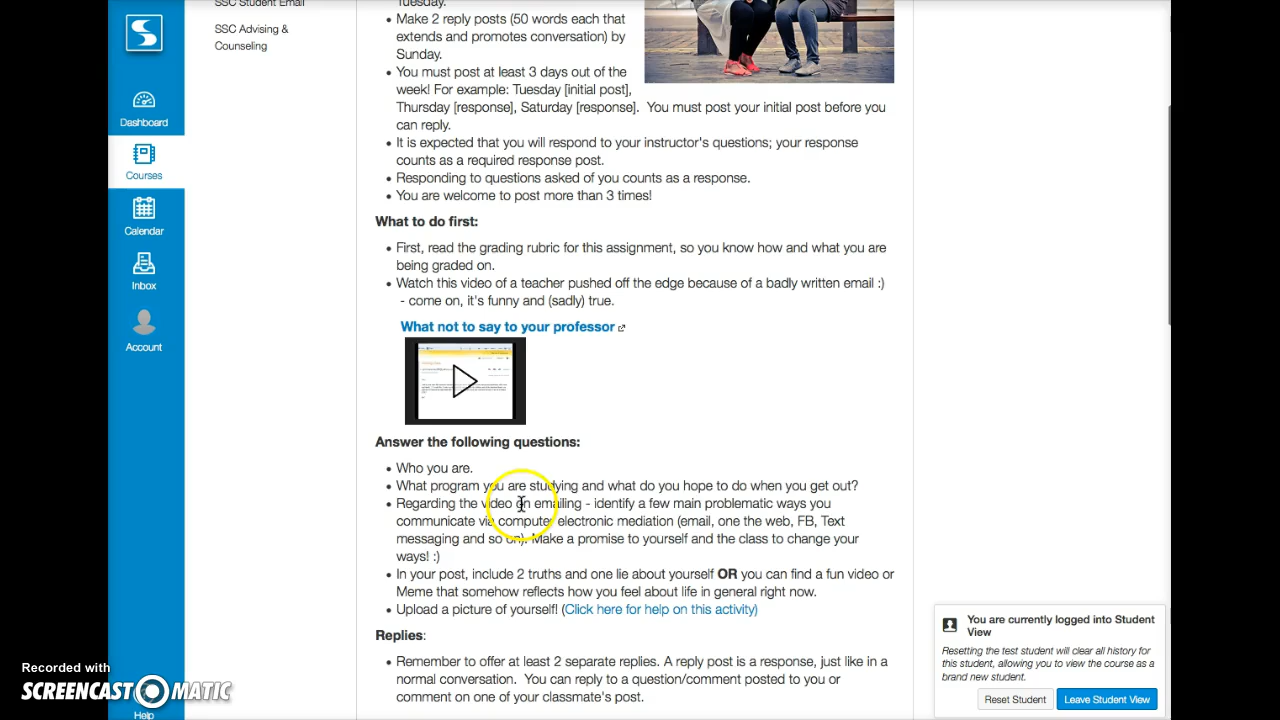 SSC Student Email
SSC Advising &
Counseling
Dashboard
Courses
Calendar
Inbox
Account
Help
Tuesday.
Make 2 reply posts (50 words each that
extends and promotes conversation) by
Sunday.
You must post at least 3 days out of the
week! For example: Tuesday [initial post],
Thursday [response], Saturday [response]. You must post your initial post before you
can reply.
It is expected that you will respond to your instructor's questions; your response
counts as a required response post.
Responding to questions asked of you counts as a response.
You are welcome to post more than 3 times!
What to do first:
First, read the grading rubric for this assignment, so you know how and what you are
being graded on.
Watch this video of a teacher pushed off the edge because of a badly written email :)
- come on, it's funny and (sadly) true.
What not to say to your professor
Answer the following questions:
Who you are.
What program you are studying and what do you hope to do when you get out?
Regarding the video on emailing - identify a few main problematic ways you
communicate via computer electronic mediation (email, one the web, FB, Text
messaging and so on). Make a promise to yourself and the class to change your
ways! :)
In your post, include 2 truths and one lie about yourself OR you can find a fun video or
Meme that somehow reflects how you feel about life in general right now.
Upload a picture of yourself! (Click here for help on this activity)
Replies:
Remember to offer at least 2 separate replies. A reply post is a response, just like in a
normal conversation. You can reply to a question/comment posted to you or
comment on one of your classmate's post.
You are currently logged into Student
View
Resetting the test student will clear all history for
this student, allowing you to view the course as a
brand new student.
Reset Student
Leave Student View
Recorded with
SCREENCAST MATIC